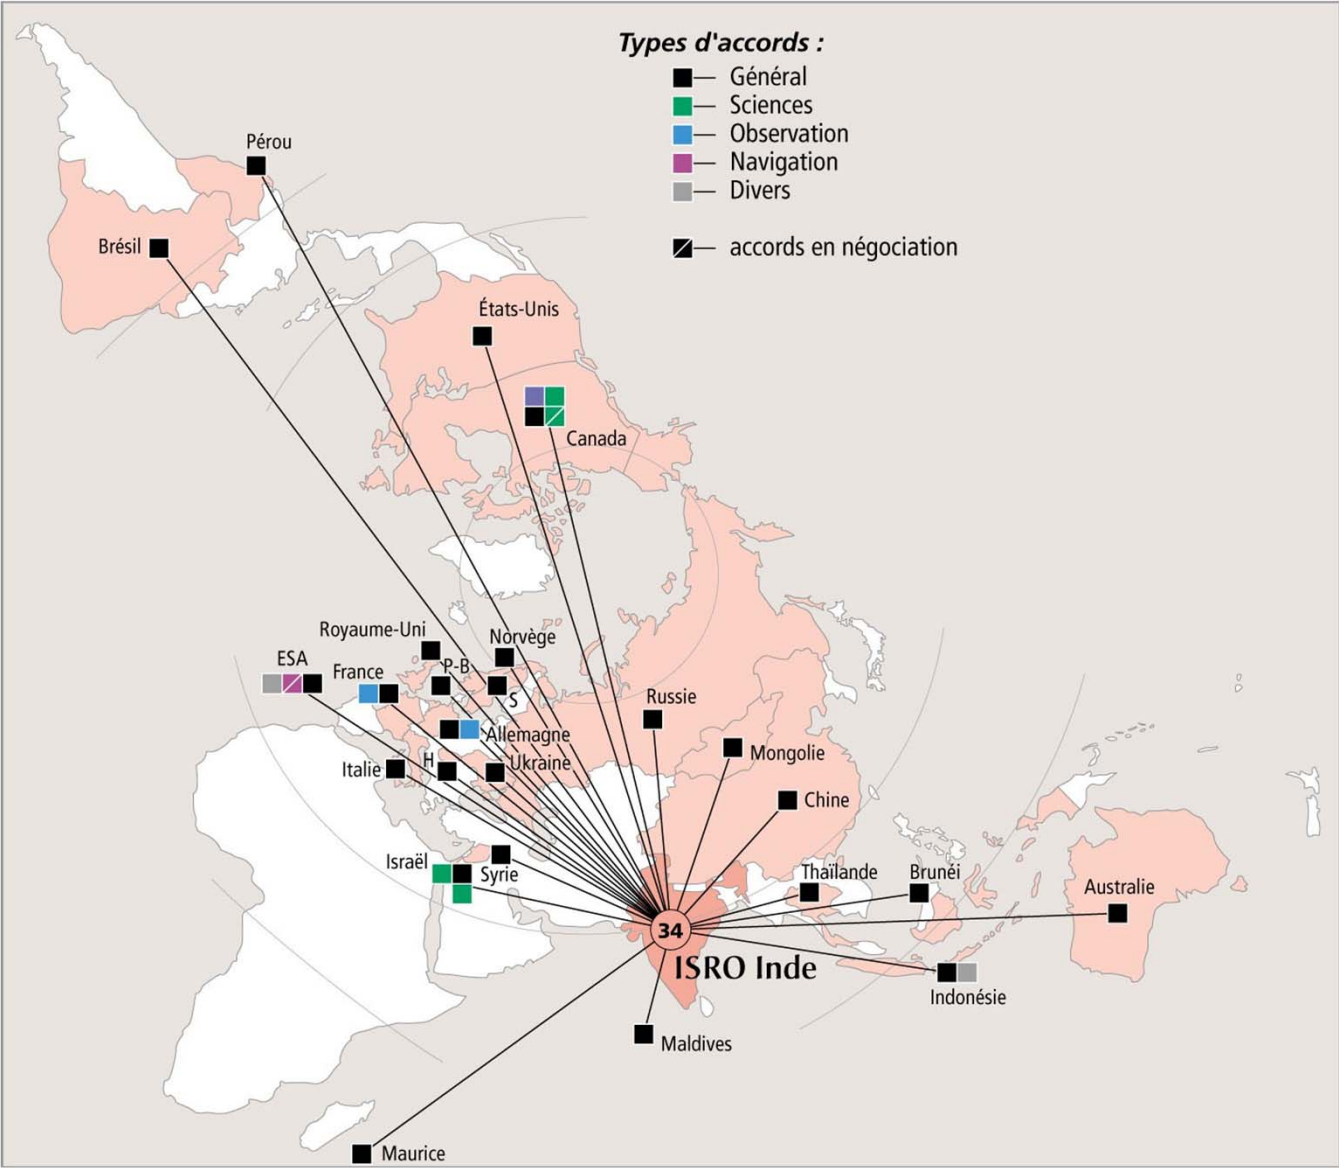 Types d'accords :
Général
Sciences
Observation
Navigation
Divers
accords en négociation
Pérou
Brésil
États-Unis
Canada
Royaume-Uni
Norvège
ESA
France
P-B
S
Russie
Allemagne
Mongolie
Italie
H
Ukraine
Chine
Israël
Syrie
Thaïlande
Brunéi
Australie
34
ISRO Inde
Indonésie
Maldives
Maurice